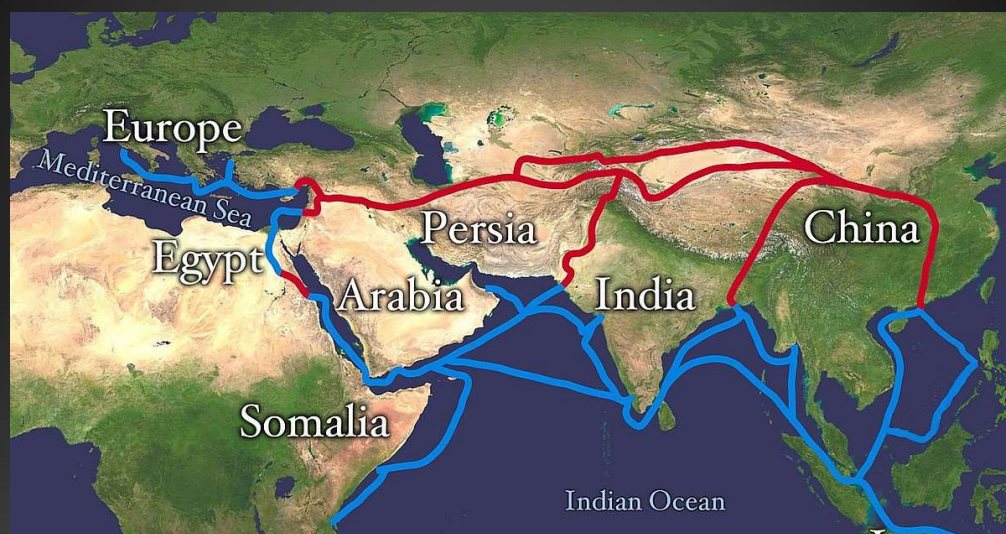 Europe
Mediterranean Sea
Egypt
Persia
Arabia
India
China
Somalia
Indian Ocean